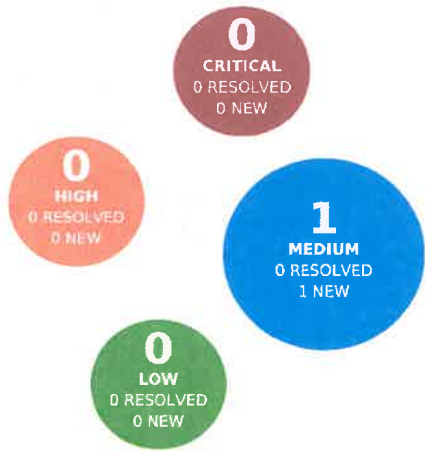 0
CRITICAL
0 RESOLVED
0 NEW
0
HIGH
0 RESOLVED
0 NEW
1
MEDIUM
0 RESOLVED
1 NEW
0
LOW
0 RESOLVED
0 NEW